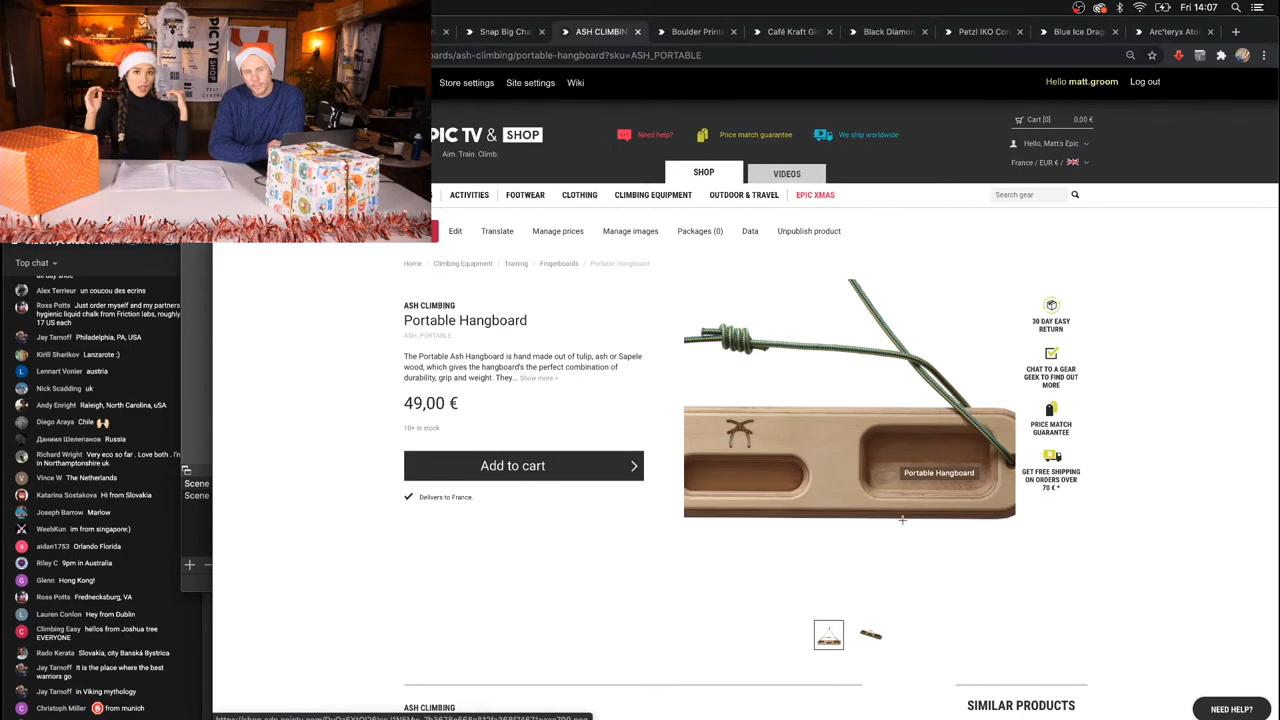 EPIC TV SHOP
TEST CENTRE
Snap Big Cha
ASH CLIMBIN
Boulder Prints
Café Kraft G
Black Diamon
Petzl IKO Cor
Blue Ice Drag
Arc'teryx Ato
Fri 18
oards/portable-hangboard?sku=ASH_PORTABLE
Store settings
Site settings
Wiki
Hello matt.groom
Log out
PIC TV & SHOP
Aim. Train. Climb.
Need help?
Price match guarantee
We ship worldwide
Cart [0]
0,00 €
Hello, Matt's Epic
France / EUR € /
SHOP
VIDEOS
ACTIVITIES
FOOTWEAR
CLOTHING
CLIMBING EQUIPMENT
OUTDOOR & TRAVEL
EPIC XMAS
Search gear
Edit
Translate
Manage prices
Manage images
Packages (0)
Data
Unpublish product
Home / Climbing Equipment / Training / Fingerboards / Portable Hangboard
ASH CLIMBING
Portable Hangboard
ASH_PORTABLE
The Portable Ash Hangboard is hand made out of tulip, ash or Sapele
wood, which gives the hangboard's the perfect combination of
durability, grip and weight. They... Show more +
49,00 €
10+ in stock
Add to cart
Delivers to France.
Portable Hangboard
30 DAY EASY
RETURN
CHAT TO A GEAR
GEEK TO FIND OUT
MORE
PRICE MATCH
GUARANTEE
GET FREE SHIPPING
ON ORDERS OVER
70 € *
ASH CLIMBING
SIMILAR PRODUCTS
NEED HELP?
Top chat
all day shoe
Alex Terrieur un coucou des ecrins
Ross Potts Just order myself and my partners
hygienic liquid chalk from Friction labs, roughly
17 US each
Jay Tarnoff Philadelphia, PA, USA
Kirill Sharikov Lanzarote :)
Lennart Vonier austria
Nick Scadding uk
Andy Enright Raleigh, North Carolina, uSA
Diego Araya Chile
Даниил Шелепанов Russia
Richard Wright Very eco so far . Love both . I'm
in Northamptonshire uk
Vince W The Netherlands
Katarina Sostakova Hi from Slovakia
Joseph Barrow Marlow
WeebKun im from singapore:)
aidan1753 Orlando Florida
Riley C 9pm in Australia
Glenn Hong Kong!
Ross Potts Frednecksburg, VA
Lauren Conlon Hey from Dublin
Climbing Easy hellos from Joshua tree
EVERYONE
Rado Kerata Slovakia, city Banská Bystrica
Jay Tarnoff It is the place where the best
warriors go
Jay Tarnoff in Viking mythology
Christoph Miller from munich
Scene
Scene